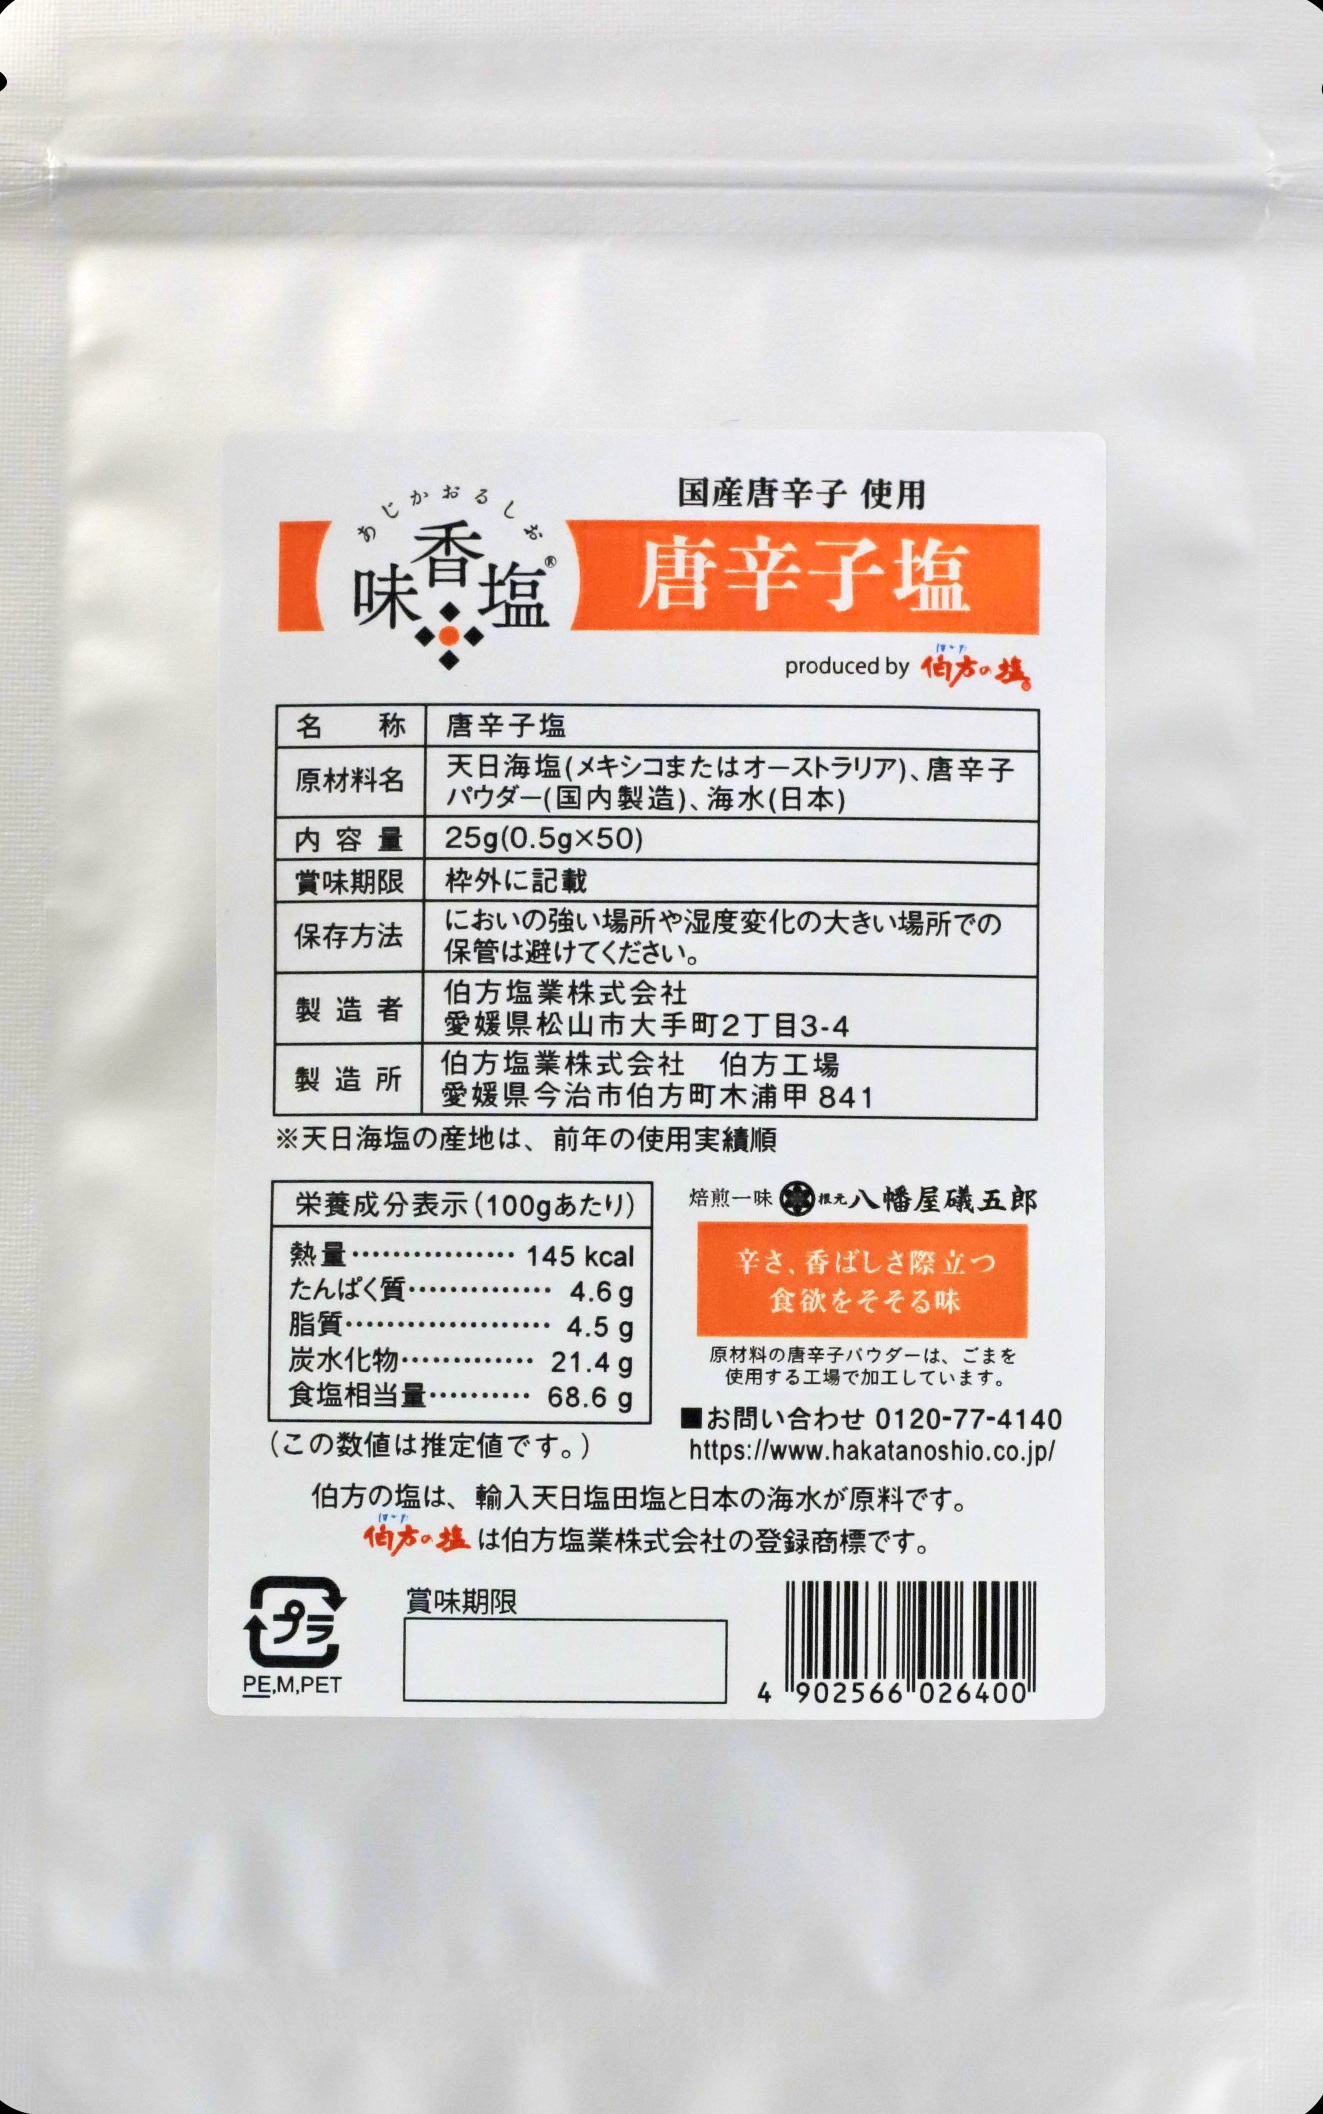 国産唐辛子 使用
あじかおるしお
味香塩®
唐辛子塩
produced by はかた 伯方の塩®
名 称 唐辛子塩
原材料名 天日海塩(メキシコまたはオーストラリア)、唐辛子
パウダー(国内製造)、海水(日本)
内容量 25g(0.5g×50)
賞味期限 枠外に記載
保存方法 においの強い場所や湿度変化の大きい場所での
保管は避けてください。
製造者 伯方塩業株式会社
愛媛県松山市大手町2丁目3-4
製造所 伯方塩業株式会社 伯方工場
愛媛県今治市伯方町木浦甲841
※天日海塩の産地は、前年の使用実績順
栄養成分表示(100gあたり)
熱量……………… 145 kcal
たんぱく質…………… 4.6 g
脂質………………… 4.5 g
炭水化物…………… 21.4 g
食塩相当量………… 68.6 g
(この数値は推定値です。)
焙煎一味 根元 八幡屋礒五郎
辛さ、香ばしさ際立つ
食欲をそそる味
原材料の唐辛子パウダーは、ごまを
使用する工場で加工しています。
■お問い合わせ 0120-77-4140
https://www.hakatanoshio.co.jp/
伯方の塩は、輸入天日塩田塩と日本の海水が原料です。
はかた 伯方の塩 は伯方塩業株式会社の登録商標です。
プラ
PE,M,PET
賞味期限
4 902566 026400